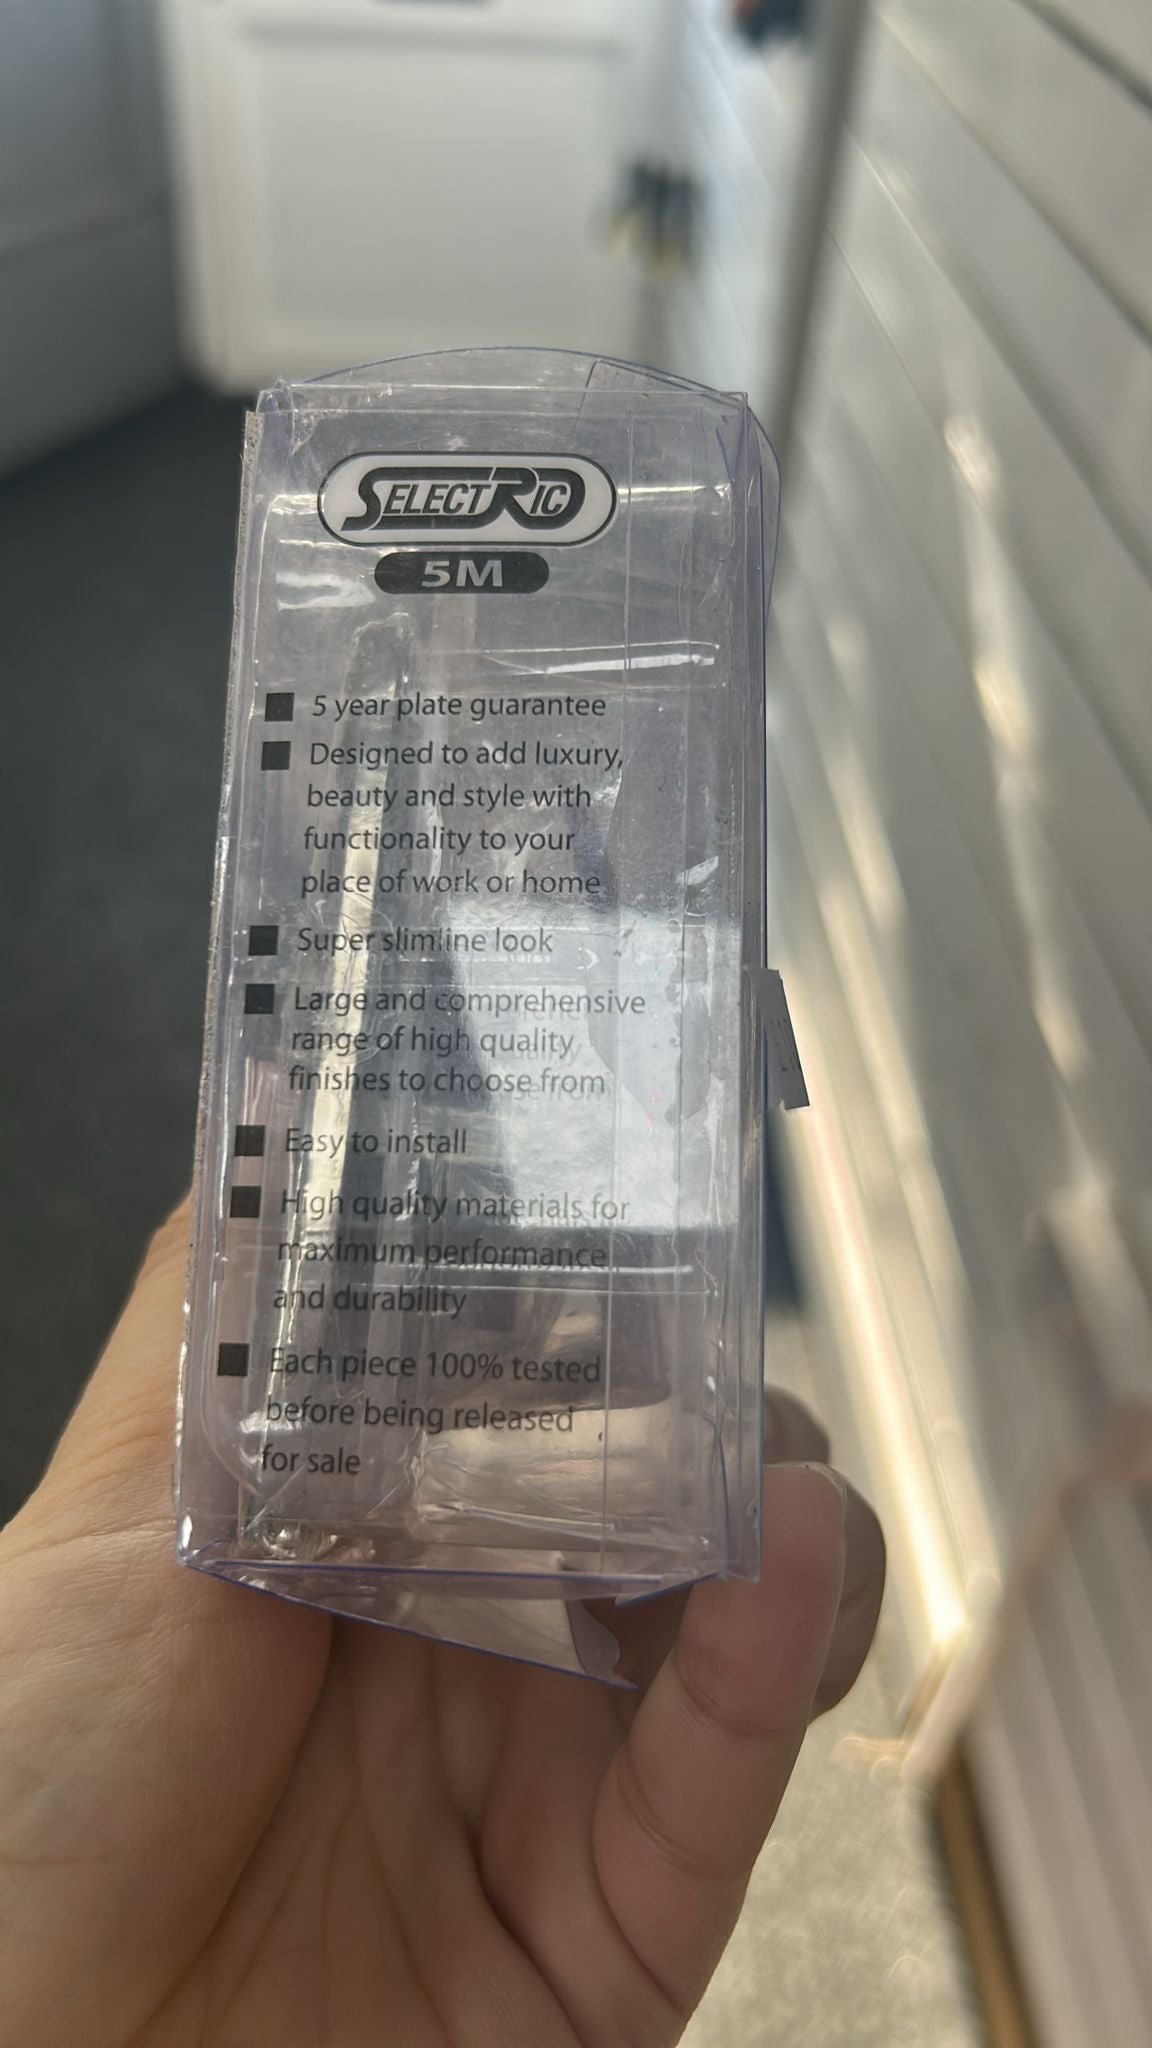 SELECTRIC
5M
5 year plate guarantee
Designed to add luxury,
beauty and style with
functionality to your
place of work or home
Super slimline look
Large and comprehensive
range of high quality
finishes to choose from
Easy to install
High quality materials for
maximum performance
and durability
Each piece 100% tested
before being released
for sale